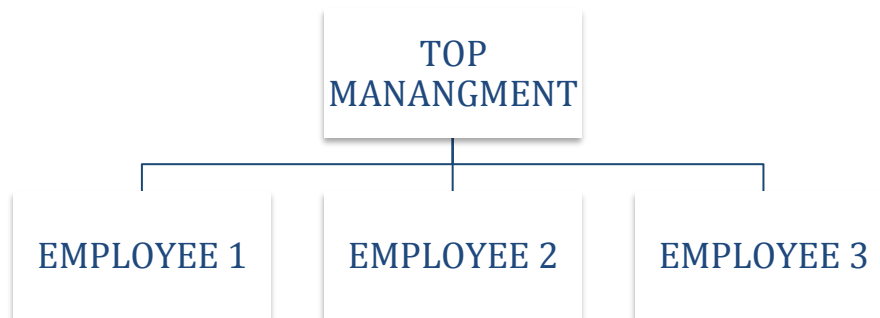 TOP
MANANGMENT
EMPLOYEE 1
EMPLOYEE 2
EMPLOYEE 3